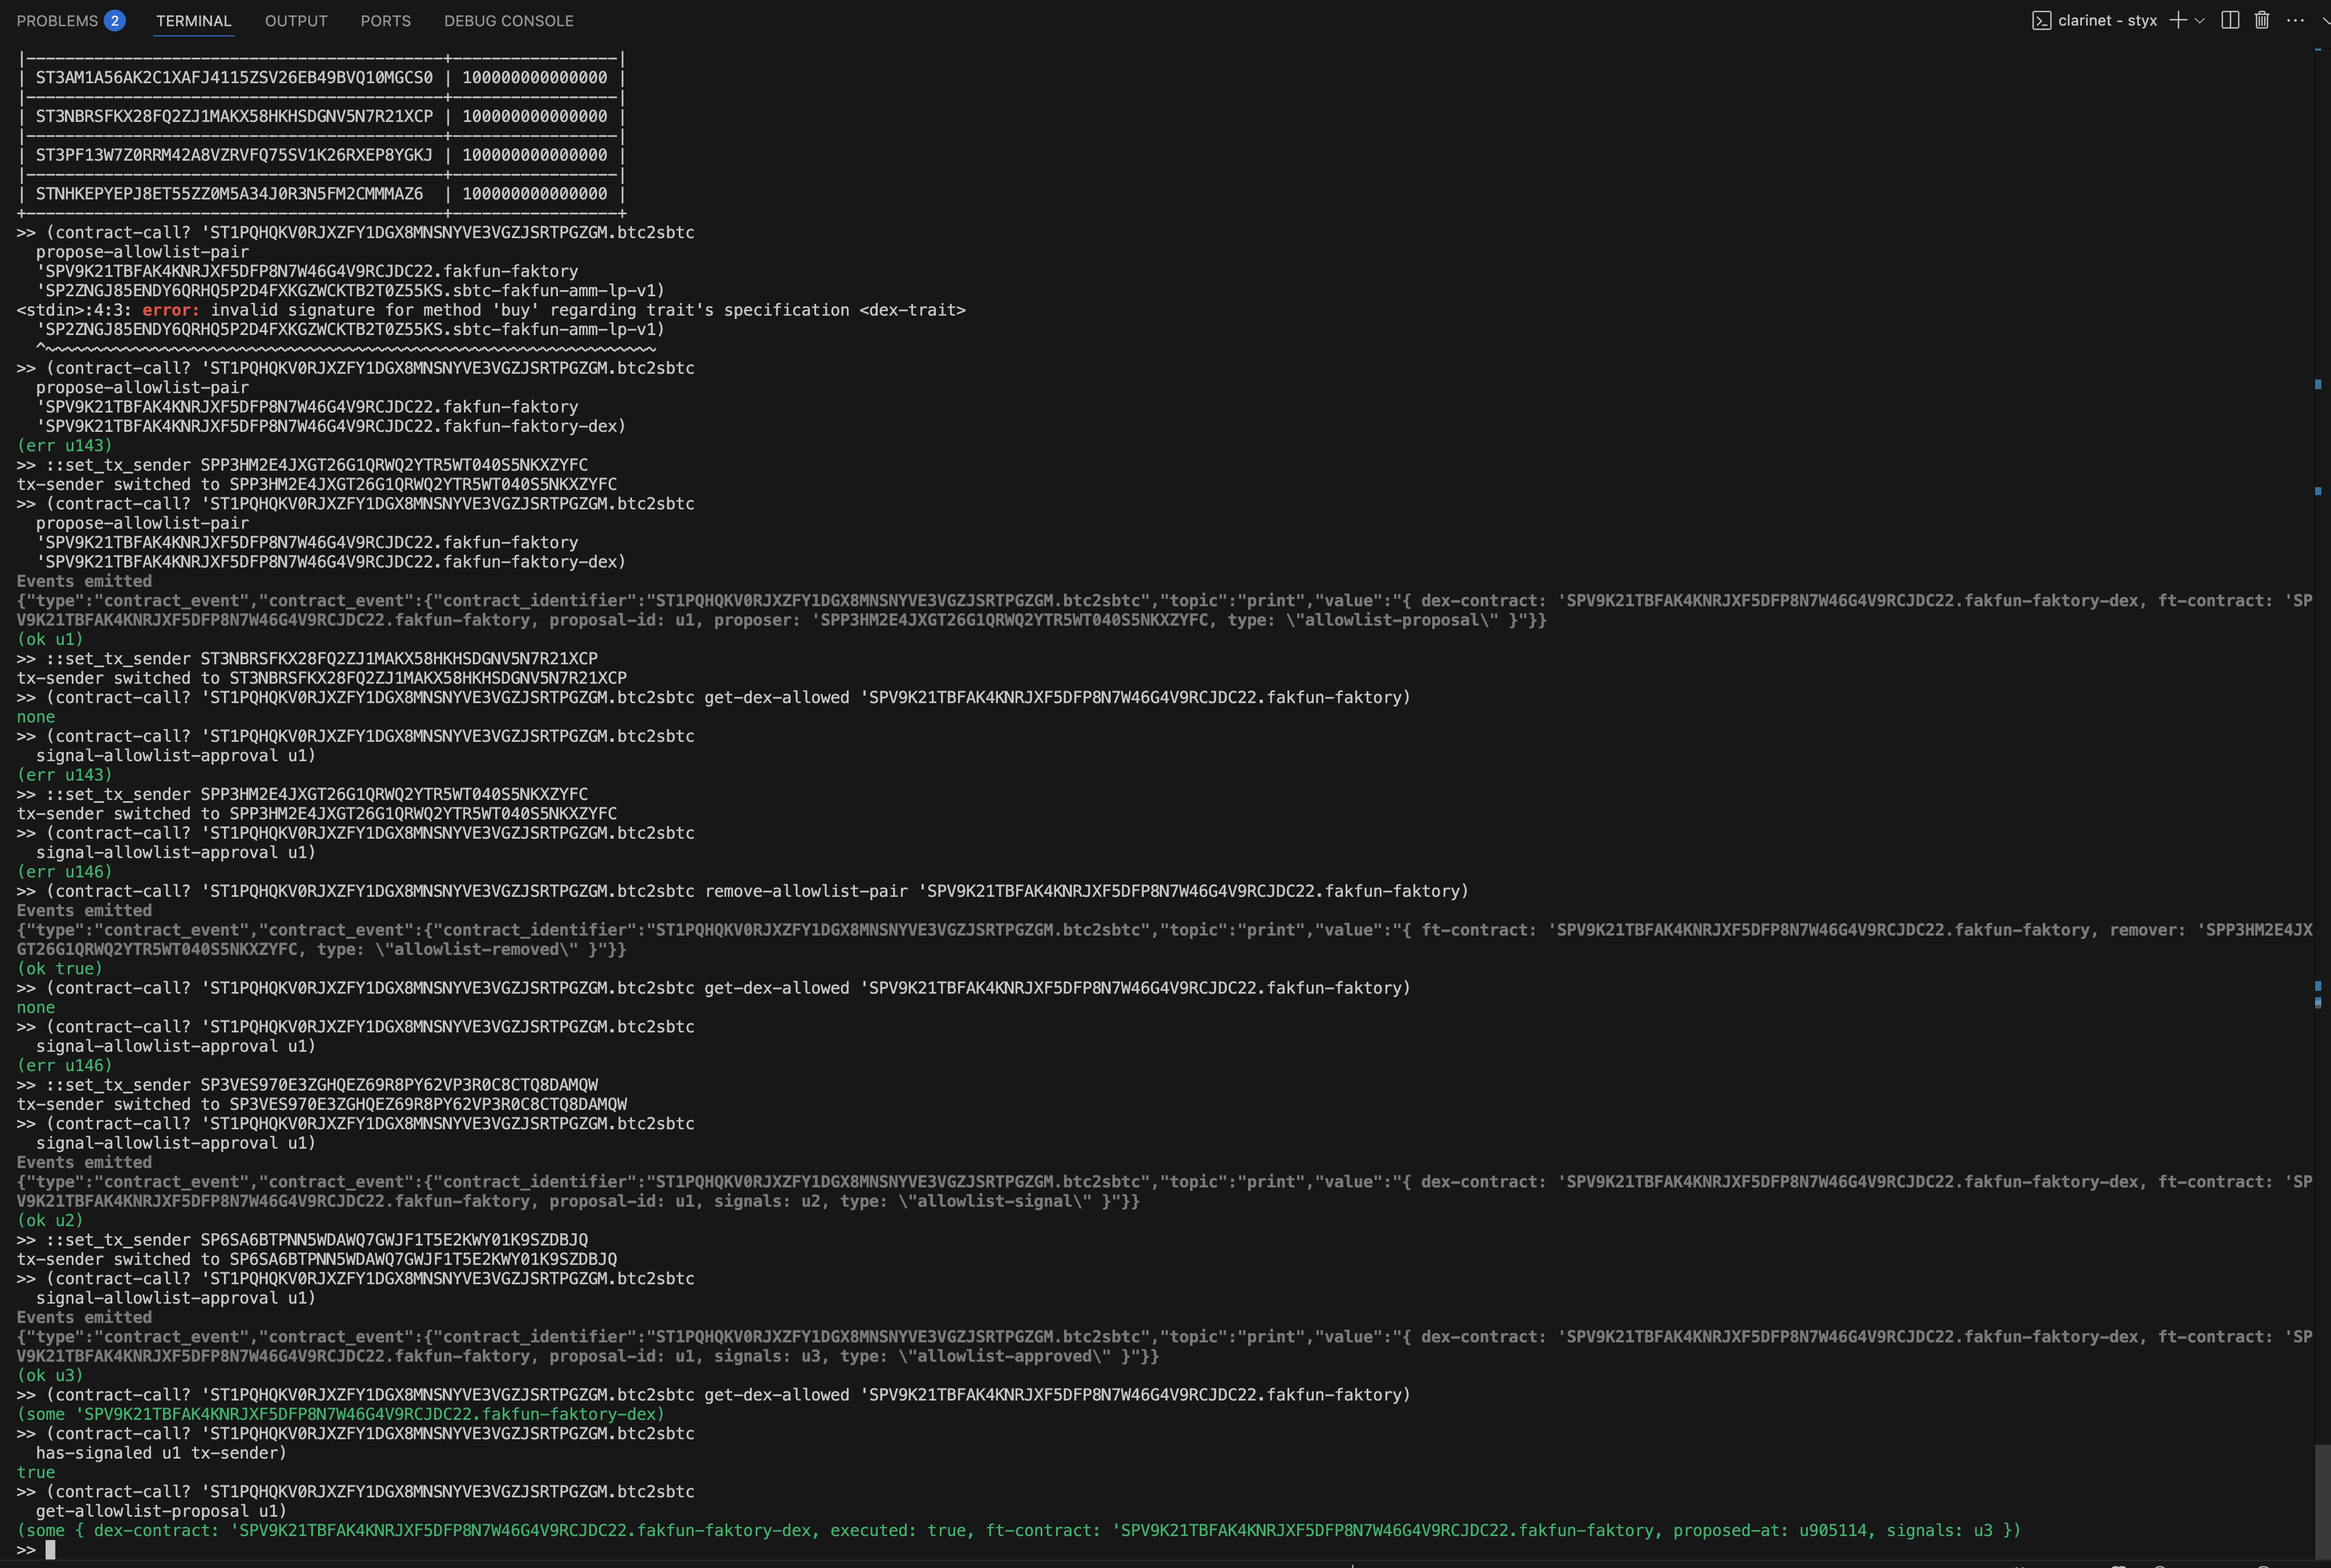 PROBLEMS 2 TERMINAL OUTPUT PORTS DEBUG CONSOLE clarinet - styx
|-------------------------------------------+-----------------|
| ST3AM1A56AK2C1XAFJ4115ZSV26EB49BVQ10MGCS0 | 100000000000000 |
|-------------------------------------------+-----------------|
| ST3NBRSFKX28FQ2ZJ1MAKX58HKHSDGNV5N7R21XCP | 100000000000000 |
|-------------------------------------------+-----------------|
| ST3PF13W7Z0RRM42A8VZRVFQ75SV1K26RXEP8YGKJ | 100000000000000 |
|-------------------------------------------+-----------------|
| STNHKEPYEPJ8ET55ZZ0M5A34J0R3N5FM2CMMMAZ6 | 100000000000000 |
+-------------------------------------------+-----------------+
>> (contract-call? 'ST1PQHQKV0RJXZFY1DGX8MNSNYVE3VGZJSRTPGZGM.btc2sbtc
propose-allowlist-pair
'SPV9K21TBFAK4KNRJXF5DFP8N7W46G4V9RCJDC22.fakfun-faktory
'SP2ZNGJ85ENDY6QRHQ5P2D4FXKGZWCKTB2T0Z55KS.sbtc-fakfun-amm-lp-v1)
<stdin>:4:3: error: invalid signature for method 'buy' regarding trait's specification <dex-trait>
'SP2ZNGJ85ENDY6QRHQ5P2D4FXKGZWCKTB2T0Z55KS.sbtc-fakfun-amm-lp-v1)
^~~~~~~~~~~~~~~~~~~~~~~~~~~~~~~~~~~~~~~~~~~~~~~~~~~~~~~~~~~~~~~~
>> (contract-call? 'ST1PQHQKV0RJXZFY1DGX8MNSNYVE3VGZJSRTPGZGM.btc2sbtc
propose-allowlist-pair
'SPV9K21TBFAK4KNRJXF5DFP8N7W46G4V9RCJDC22.fakfun-faktory
'SPV9K21TBFAK4KNRJXF5DFP8N7W46G4V9RCJDC22.fakfun-faktory-dex)
(err u143)
>> ::set_tx_sender SPP3HM2E4JXGT26G1QRWQ2YTR5WT040S5NKXZYFC
tx-sender switched to SPP3HM2E4JXGT26G1QRWQ2YTR5WT040S5NKXZYFC
>> (contract-call? 'ST1PQHQKV0RJXZFY1DGX8MNSNYVE3VGZJSRTPGZGM.btc2sbtc
propose-allowlist-pair
'SPV9K21TBFAK4KNRJXF5DFP8N7W46G4V9RCJDC22.fakfun-faktory
'SPV9K21TBFAK4KNRJXF5DFP8N7W46G4V9RCJDC22.fakfun-faktory-dex)
Events emitted
{"type":"contract_event","contract_event":{"contract_identifier":"ST1PQHQKV0RJXZFY1DGX8MNSNYVE3VGZJSRTPGZGM.btc2sbtc","topic":"print","value":"{ dex-contract: 'SPV9K21TBFAK4KNRJXF5DFP8N7W46G4V9RCJDC22.fakfun-faktory-dex, ft-contract: 'SP
V9K21TBFAK4KNRJXF5DFP8N7W46G4V9RCJDC22.fakfun-faktory, proposal-id: u1, proposer: 'SPP3HM2E4JXGT26G1QRWQ2YTR5WT040S5NKXZYFC, type: \"allowlist-proposal\" }"}}
(ok u1)
>> ::set_tx_sender ST3NBRSFKX28FQ2ZJ1MAKX58HKHSDGNV5N7R21XCP
tx-sender switched to ST3NBRSFKX28FQ2ZJ1MAKX58HKHSDGNV5N7R21XCP
>> (contract-call? 'ST1PQHQKV0RJXZFY1DGX8MNSNYVE3VGZJSRTPGZGM.btc2sbtc get-dex-allowed 'SPV9K21TBFAK4KNRJXF5DFP8N7W46G4V9RCJDC22.fakfun-faktory)
none
>> (contract-call? 'ST1PQHQKV0RJXZFY1DGX8MNSNYVE3VGZJSRTPGZGM.btc2sbtc
signal-allowlist-approval u1)
(err u143)
>> ::set_tx_sender SPP3HM2E4JXGT26G1QRWQ2YTR5WT040S5NKXZYFC
tx-sender switched to SPP3HM2E4JXGT26G1QRWQ2YTR5WT040S5NKXZYFC
>> (contract-call? 'ST1PQHQKV0RJXZFY1DGX8MNSNYVE3VGZJSRTPGZGM.btc2sbtc
signal-allowlist-approval u1)
(err u146)
>> (contract-call? 'ST1PQHQKV0RJXZFY1DGX8MNSNYVE3VGZJSRTPGZGM.btc2sbtc remove-allowlist-pair 'SPV9K21TBFAK4KNRJXF5DFP8N7W46G4V9RCJDC22.fakfun-faktory)
Events emitted
{"type":"contract_event","contract_event":{"contract_identifier":"ST1PQHQKV0RJXZFY1DGX8MNSNYVE3VGZJSRTPGZGM.btc2sbtc","topic":"print","value":"{ ft-contract: 'SPV9K21TBFAK4KNRJXF5DFP8N7W46G4V9RCJDC22.fakfun-faktory, remover: 'SPP3HM2E4JX
GT26G1QRWQ2YTR5WT040S5NKXZYFC, type: \"allowlist-removed\" }"}}
(ok true)
>> (contract-call? 'ST1PQHQKV0RJXZFY1DGX8MNSNYVE3VGZJSRTPGZGM.btc2sbtc get-dex-allowed 'SPV9K21TBFAK4KNRJXF5DFP8N7W46G4V9RCJDC22.fakfun-faktory)
none
>> (contract-call? 'ST1PQHQKV0RJXZFY1DGX8MNSNYVE3VGZJSRTPGZGM.btc2sbtc
signal-allowlist-approval u1)
(err u146)
>> ::set_tx_sender SP3VES970E3ZGHQEZ69R8PY62VP3R0C8CTQ8DAMQW
tx-sender switched to SP3VES970E3ZGHQEZ69R8PY62VP3R0C8CTQ8DAMQW
>> (contract-call? 'ST1PQHQKV0RJXZFY1DGX8MNSNYVE3VGZJSRTPGZGM.btc2sbtc
signal-allowlist-approval u1)
Events emitted
{"type":"contract_event","contract_event":{"contract_identifier":"ST1PQHQKV0RJXZFY1DGX8MNSNYVE3VGZJSRTPGZGM.btc2sbtc","topic":"print","value":"{ dex-contract: 'SPV9K21TBFAK4KNRJXF5DFP8N7W46G4V9RCJDC22.fakfun-faktory-dex, ft-contract: 'SP
V9K21TBFAK4KNRJXF5DFP8N7W46G4V9RCJDC22.fakfun-faktory, proposal-id: u1, signals: u2, type: \"allowlist-signal\" }"}}
(ok u2)
>> ::set_tx_sender SP6SA6BTPNN5WDAWQ7GWJF1T5E2KWY01K9SZDBJQ
tx-sender switched to SP6SA6BTPNN5WDAWQ7GWJF1T5E2KWY01K9SZDBJQ
>> (contract-call? 'ST1PQHQKV0RJXZFY1DGX8MNSNYVE3VGZJSRTPGZGM.btc2sbtc
signal-allowlist-approval u1)
Events emitted
{"type":"contract_event","contract_event":{"contract_identifier":"ST1PQHQKV0RJXZFY1DGX8MNSNYVE3VGZJSRTPGZGM.btc2sbtc","topic":"print","value":"{ dex-contract: 'SPV9K21TBFAK4KNRJXF5DFP8N7W46G4V9RCJDC22.fakfun-faktory-dex, ft-contract: 'SP
V9K21TBFAK4KNRJXF5DFP8N7W46G4V9RCJDC22.fakfun-faktory, proposal-id: u1, signals: u3, type: \"allowlist-approved\" }"}}
(ok u3)
>> (contract-call? 'ST1PQHQKV0RJXZFY1DGX8MNSNYVE3VGZJSRTPGZGM.btc2sbtc get-dex-allowed 'SPV9K21TBFAK4KNRJXF5DFP8N7W46G4V9RCJDC22.fakfun-faktory)
(some 'SPV9K21TBFAK4KNRJXF5DFP8N7W46G4V9RCJDC22.fakfun-faktory-dex)
>> (contract-call? 'ST1PQHQKV0RJXZFY1DGX8MNSNYVE3VGZJSRTPGZGM.btc2sbtc
has-signaled u1 tx-sender)
true
>> (contract-call? 'ST1PQHQKV0RJXZFY1DGX8MNSNYVE3VGZJSRTPGZGM.btc2sbtc
get-allowlist-proposal u1)
(some { dex-contract: 'SPV9K21TBFAK4KNRJXF5DFP8N7W46G4V9RCJDC22.fakfun-faktory-dex, executed: true, ft-contract: 'SPV9K21TBFAK4KNRJXF5DFP8N7W46G4V9RCJDC22.fakfun-faktory, proposed-at: u905114, signals: u3 })
>>